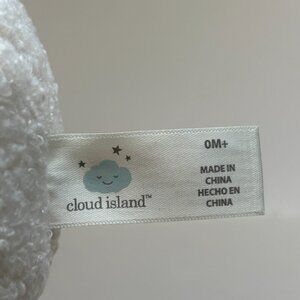 cloud island™
0M+
MADE IN
CHINA
HECHO EN
CHINA